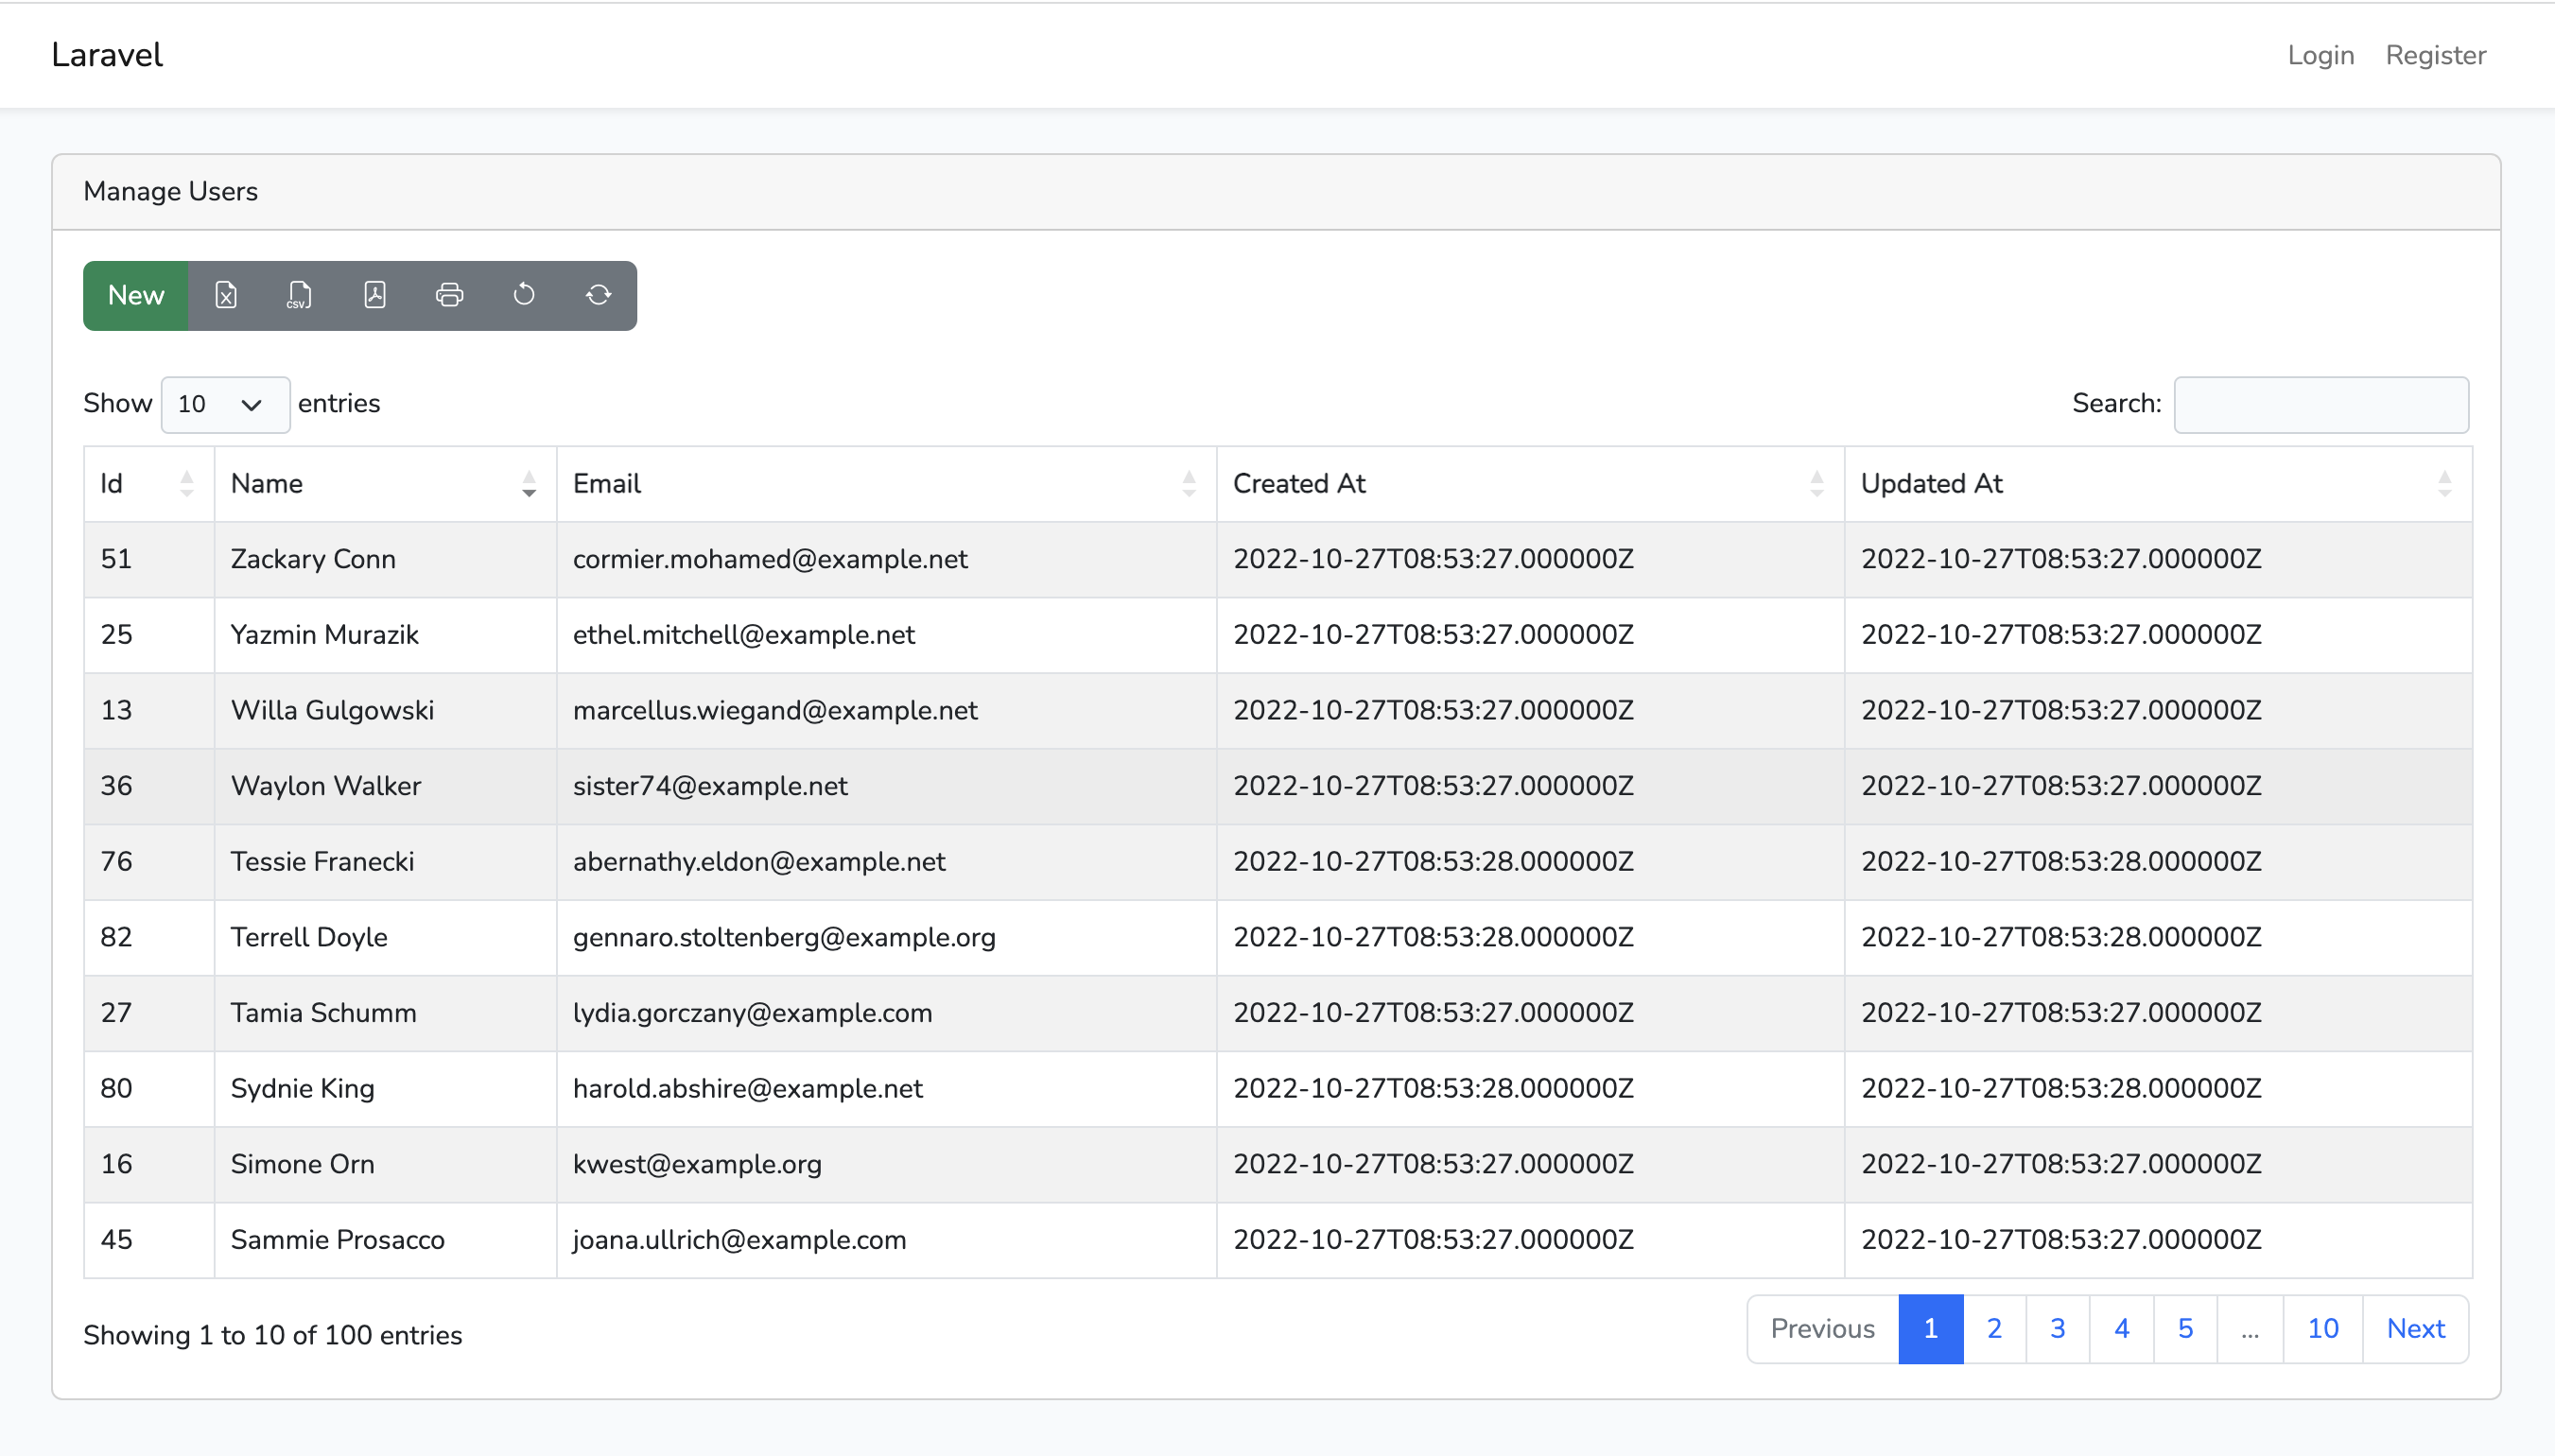 Laravel Login Register
Manage Users
New CSV
Show 10 entries Search:
Id Name Email Created At Updated At
51 Zackary Conn cormier.mohamed@example.net 2022-10-27T08:53:27.000000Z 2022-10-27T08:53:27.000000Z
25 Yazmin Murazik ethel.mitchell@example.net 2022-10-27T08:53:27.000000Z 2022-10-27T08:53:27.000000Z
13 Willa Gulgowski marcellus.wiegand@example.net 2022-10-27T08:53:27.000000Z 2022-10-27T08:53:27.000000Z
36 Waylon Walker sister74@example.net 2022-10-27T08:53:27.000000Z 2022-10-27T08:53:27.000000Z
76 Tessie Franecki abernathy.eldon@example.net 2022-10-27T08:53:28.000000Z 2022-10-27T08:53:28.000000Z
82 Terrell Doyle gennaro.stoltenberg@example.org 2022-10-27T08:53:28.000000Z 2022-10-27T08:53:28.000000Z
27 Tamia Schumm lydia.gorczany@example.com 2022-10-27T08:53:27.000000Z 2022-10-27T08:53:27.000000Z
80 Sydnie King harold.abshire@example.net 2022-10-27T08:53:28.000000Z 2022-10-27T08:53:28.000000Z
16 Simone Orn kwest@example.org 2022-10-27T08:53:27.000000Z 2022-10-27T08:53:27.000000Z
45 Sammie Prosacco joana.ullrich@example.com 2022-10-27T08:53:27.000000Z 2022-10-27T08:53:27.000000Z
Showing 1 to 10 of 100 entries Previous 1 2 3 4 5 ... 10 Next